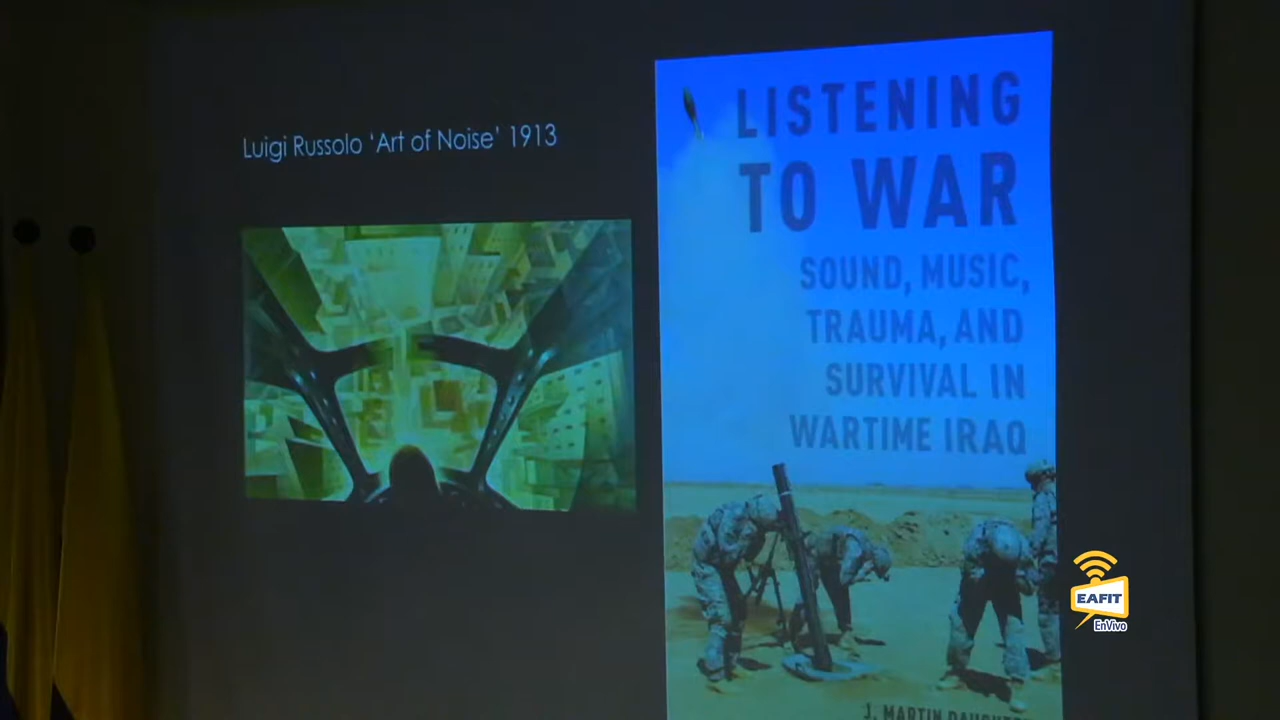 Luigi Russolo ‘Art of Noise’ 1913
LISTENING
TO WAR
SOUND, MUSIC,
TRAUMA, AND
SURVIVAL IN
WARTIME IRAQ
J. MARTIN
EAFIT
EnVivo